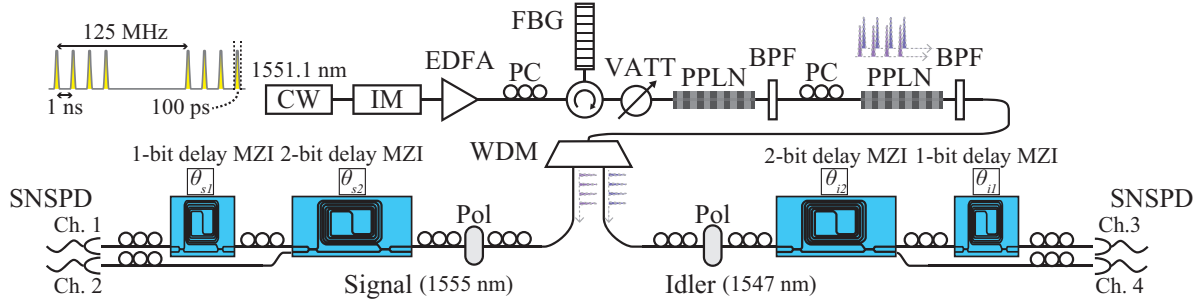 125 MHz
1 ns
100 ps
1551.1 nm
CW
IM
EDFA
PC
FBG
VATT
PPLN
BPF
PC
PPLN
BPF
WDM
1-bit delay MZI
2-bit delay MZI
2-bit delay MZI
1-bit delay MZI
θs1
θs2
θi2
θi1
SNSPD
Ch. 1
Ch. 2
Pol
Signal (1555 nm)
Pol
Idler (1547 nm)
SNSPD
Ch.3
Ch. 4